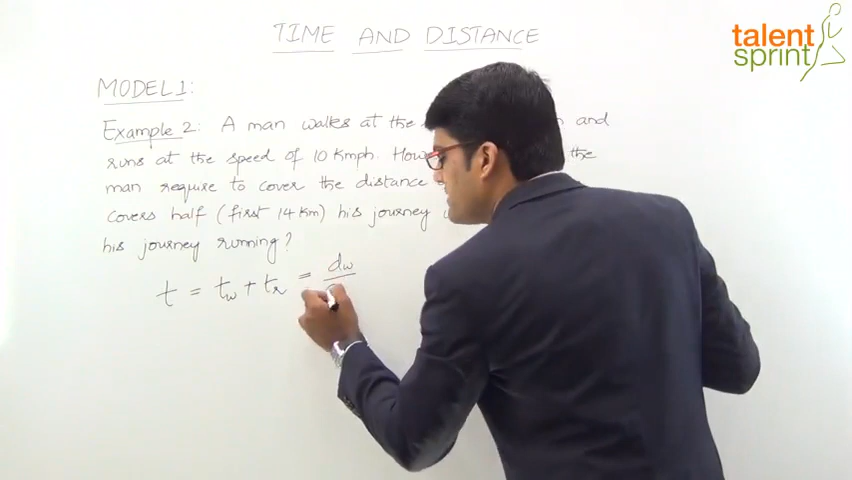 TIME AND DISTANCE
talent
sprint
MODEL 1:
Example 2: A man walks at the and
runs at the speed of 10 Kmph. the
man require to cover the distance
covers half (first 14 Km) his journey
his journey running?
t = tw + tr = dw